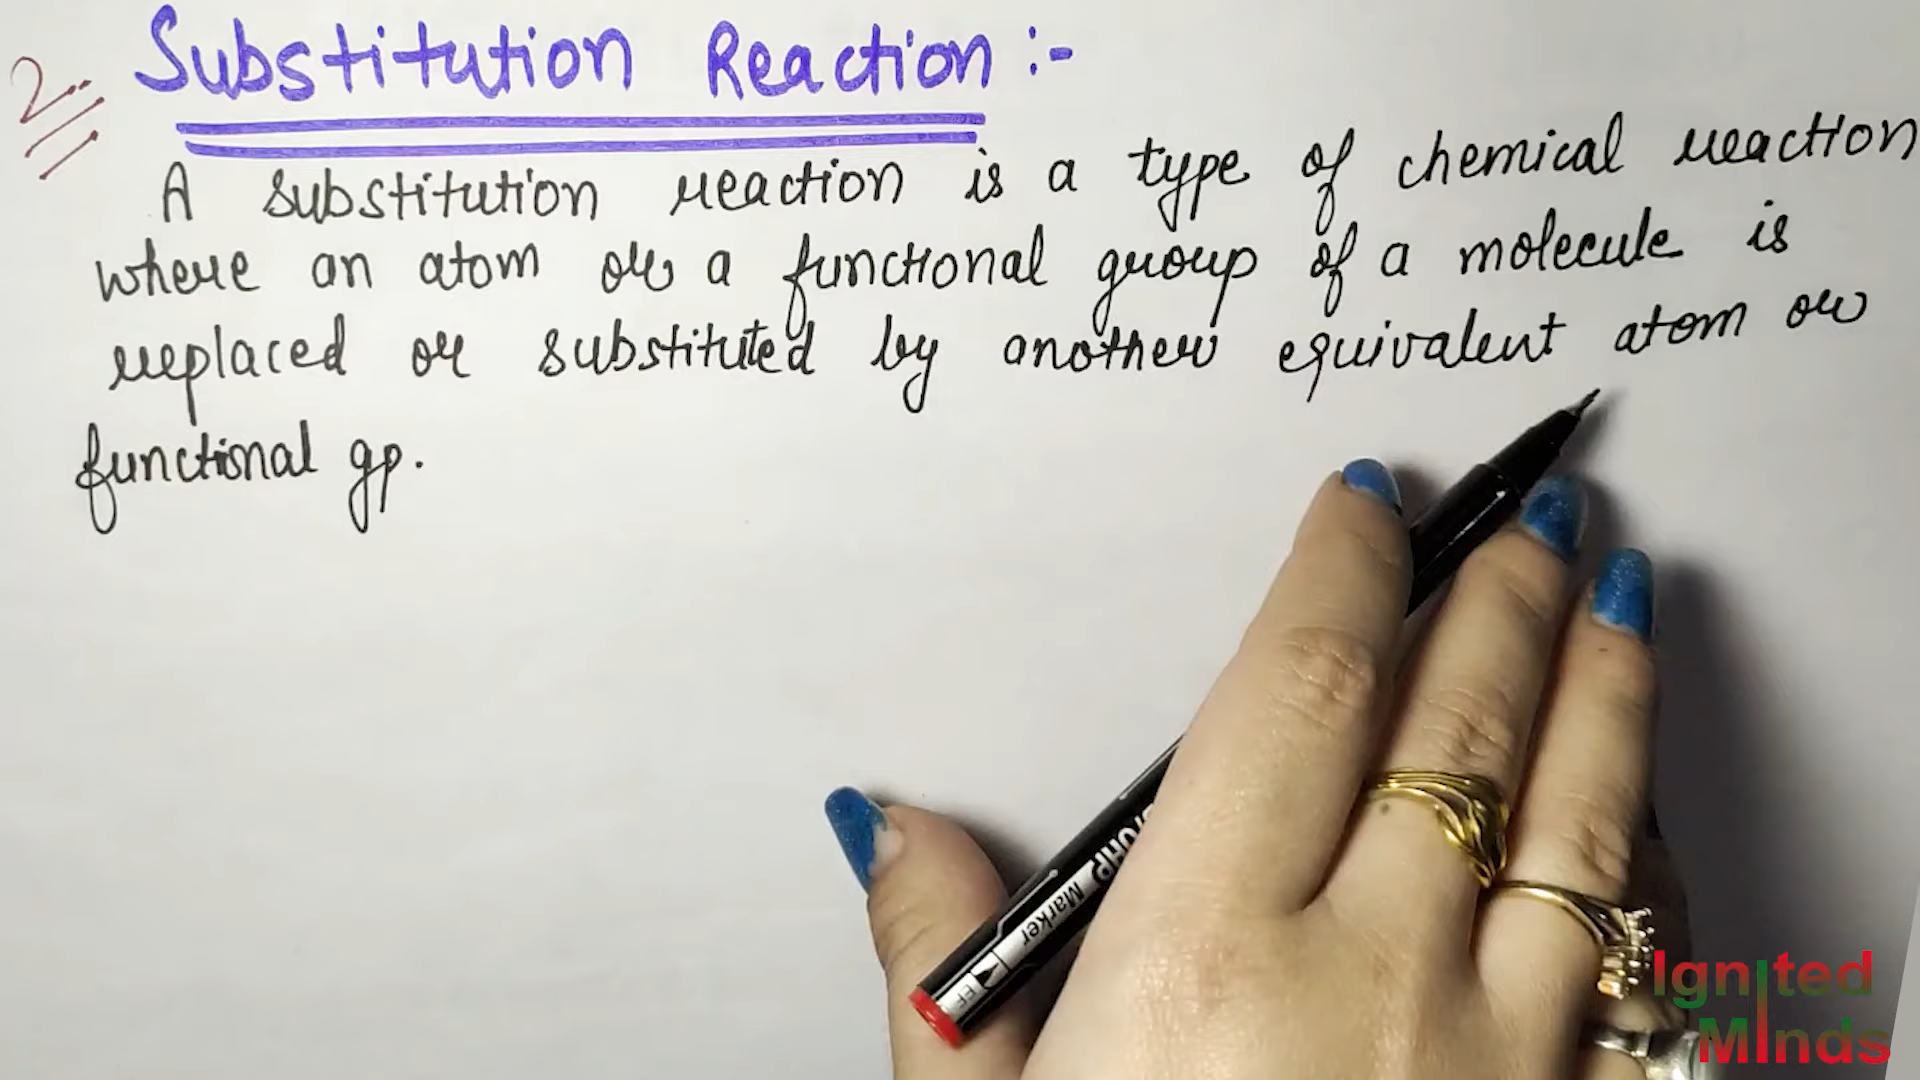 2. Substitution Reaction :-
A substitution reaction is a type of chemical reaction
where an atom or a functional group of a molecule is
replaced or substituted by another equivalent atom or
functional gp.
Marker
EF
Ignited
Minds